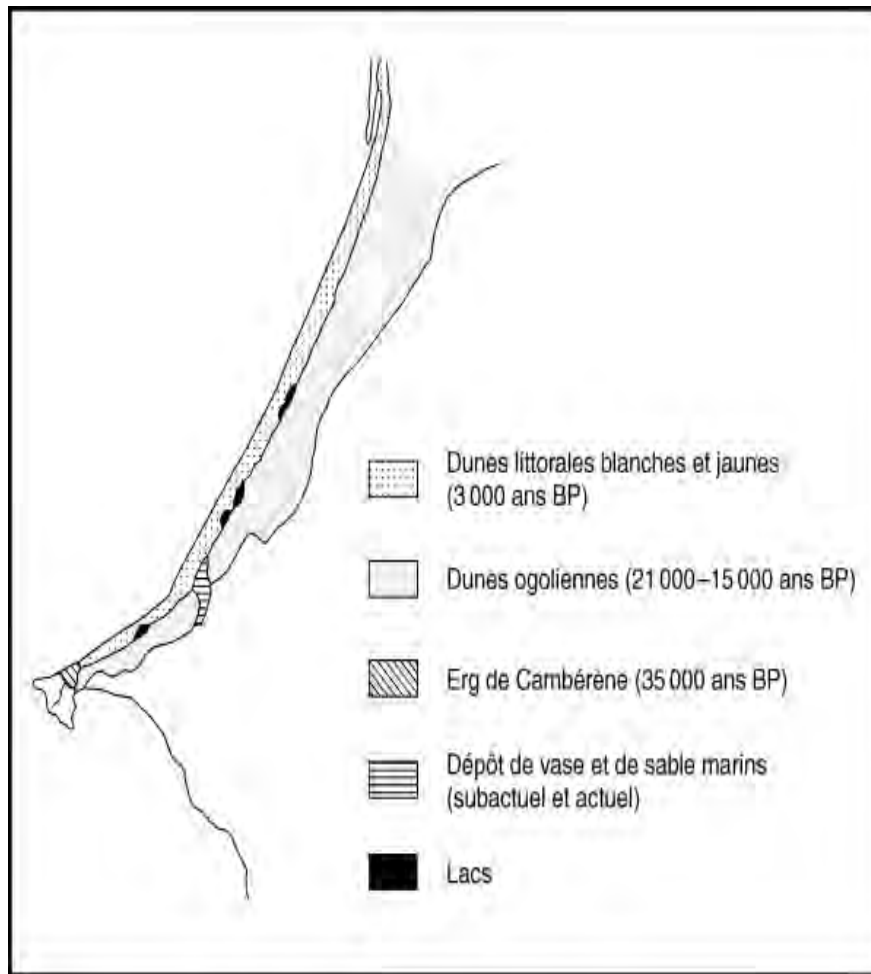 Dunes littorales blanches et jaunes
(3 000 ans BP)
Dunes ogoliennes (21 000–15 000 ans BP)
Erg de Cambérène (35 000 ans BP)
Dépôt de vase et de sable marins
(subactuel et actuel)
Lacs